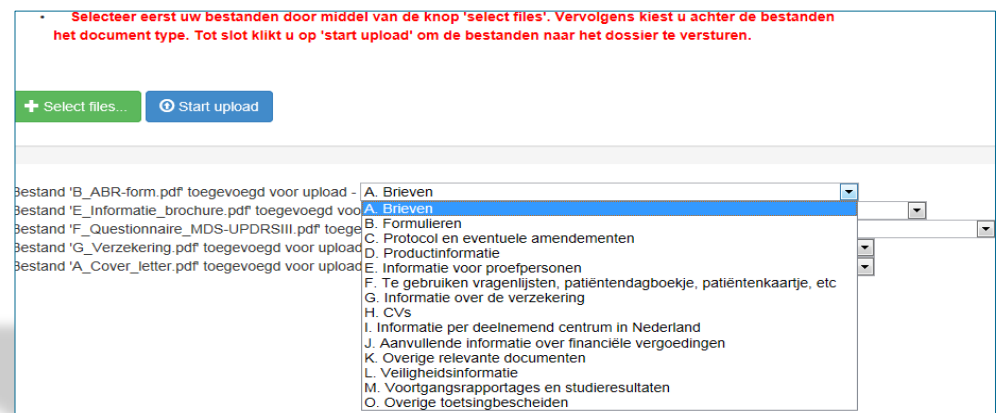 • Selecteer eerst uw bestanden door middel van de knop 'select files'. Vervolgens kiest u achter de bestanden
het document type. Tot slot klikt u op 'start upload' om de bestanden naar het dossier te versturen.
Select files...
Start upload
Bestand 'B_ABR-form.pdf' toegevoegd voor upload - A. Brieven
Bestand 'E_Informatie_brochure.pdf' toegevoegd voo
Bestand 'F_Questionnaire_MDS-UPDRSIII.pdf' toege
Bestand 'G_Verzekering.pdf' toegevoegd voor upload
Bestand 'A_Cover_letter.pdf' toegevoegd voor upload
A. Brieven
B. Formulieren
C. Protocol en eventuele amendementen
D. Productinformatie
E. Informatie voor proefpersonen
F. Te gebruiken vragenlijsten, patiëntendagboekje, patiëntenkaartje, etc
G. Informatie over de verzekering
H. CVs
I. Informatie per deelnemend centrum in Nederland
J. Aanvullende informatie over financiële vergoedingen
K. Overige relevante documenten
L. Veiligheidsinformatie
M. Voortgangsrapportages en studieresultaten
O. Overige toetsingbescheiden